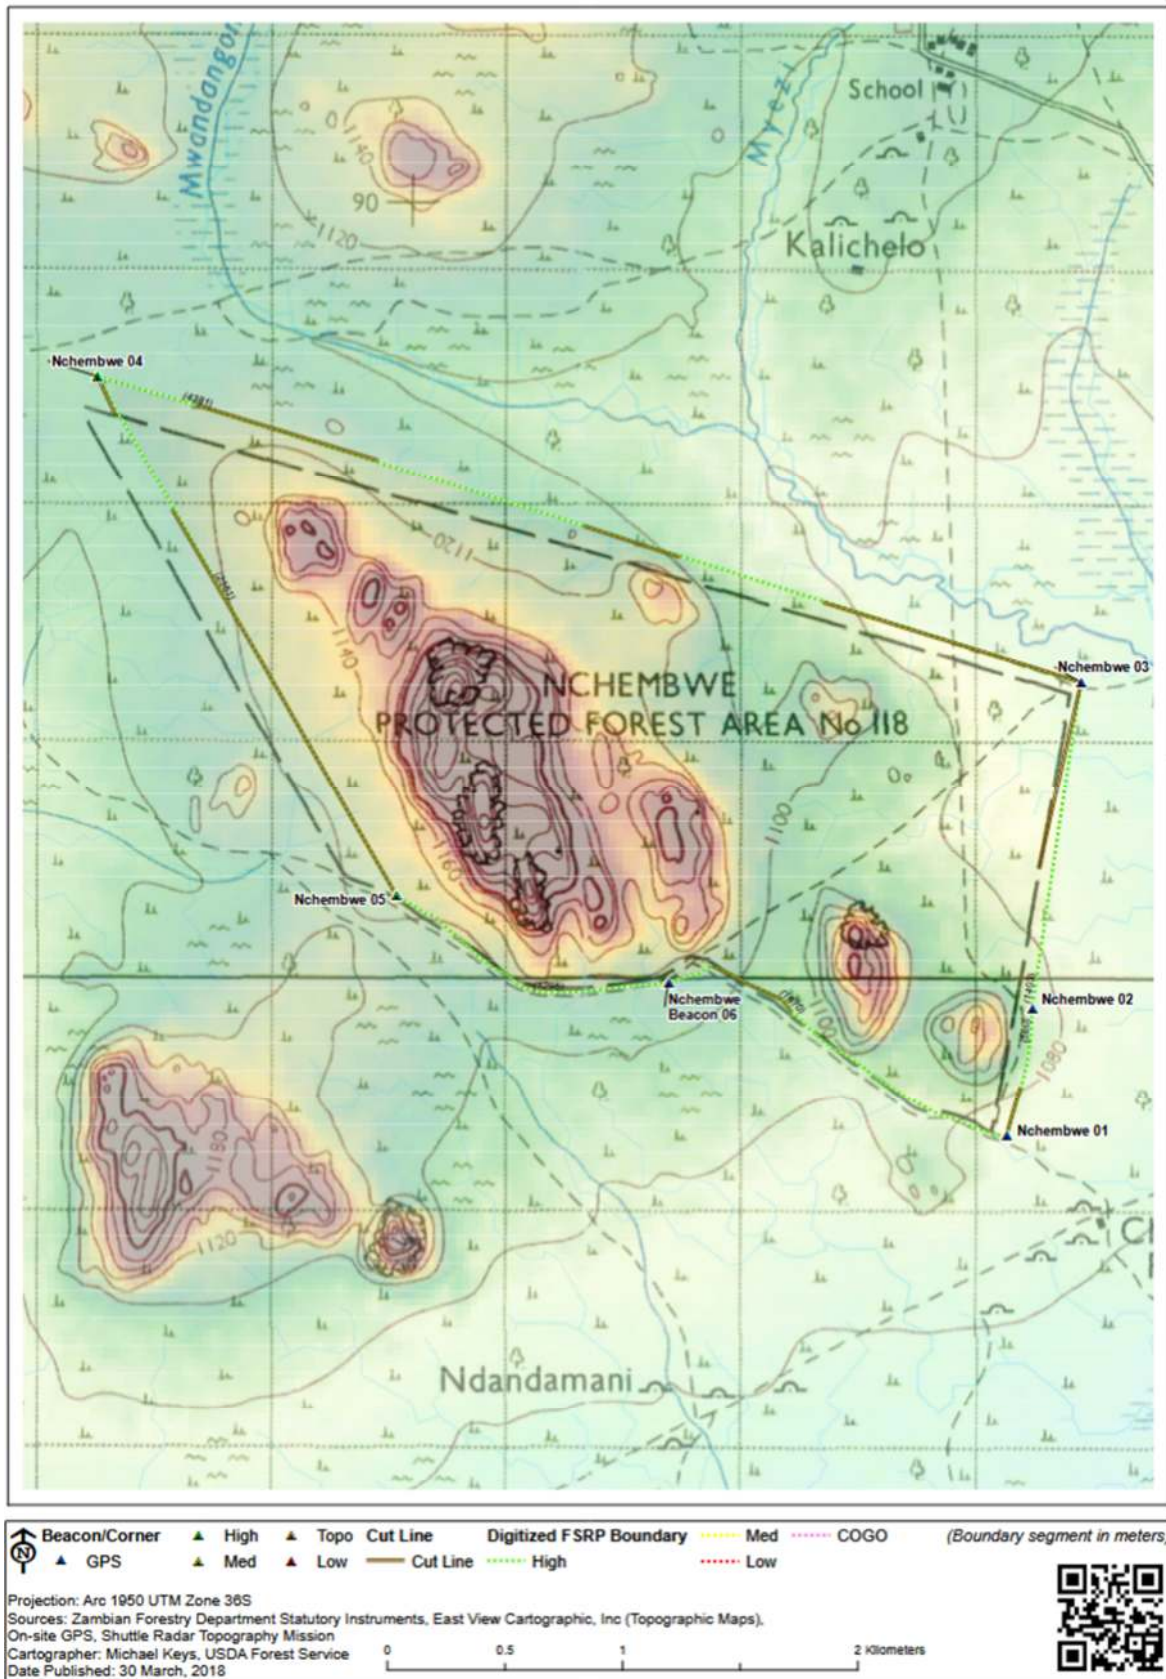 Mwandangon
Myezi
School
1140
90
1120
Kalichelo
Nchembwe 04
(4381)
1120
1140
Nchembwe 03
NCHEMBWE
PROTECTED FOREST AREA No 118
1100
1160
Nchembwe 05
Nchembwe
Beacon 06
Nchembwe 02
1100
1080
Nchembwe 01
1180
1120
Ndandamani
Beacon/Corner High Topo Cut Line Digitized FSRP Boundary Med COGO (Boundary segment in meters)
N GPS Med Low Cut Line High Low
Projection: Arc 1950 UTM Zone 36S
Sources: Zambian Forestry Department Statutory Instruments, East View Cartographic, Inc (Topographic Maps),
On-site GPS, Shuttle Radar Topography Mission
Cartographer: Michael Keys, USDA Forest Service
Date Published: 30 March, 2018
0 0.5 1 2 Kilometers